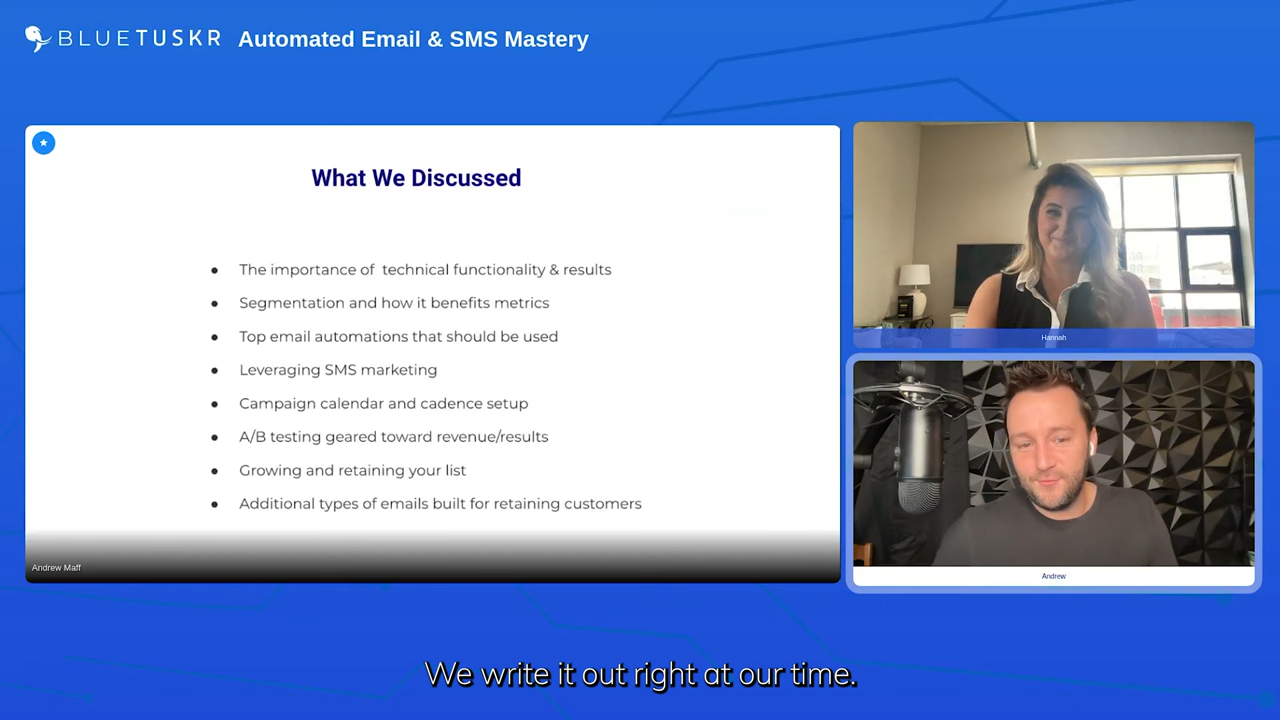 BLUETUSKR Automated Email & SMS Mastery
What We Discussed
● The importance of technical functionality & results
● Segmentation and how it benefits metrics
● Top email automations that should be used
● Leveraging SMS marketing
● Campaign calendar and cadence setup
● A/B testing geared toward revenue/results
● Growing and retaining your list
● Additional types of emails built for retaining customers
Andrew Maff
Hannah
Andrew
We write it out right at our time.